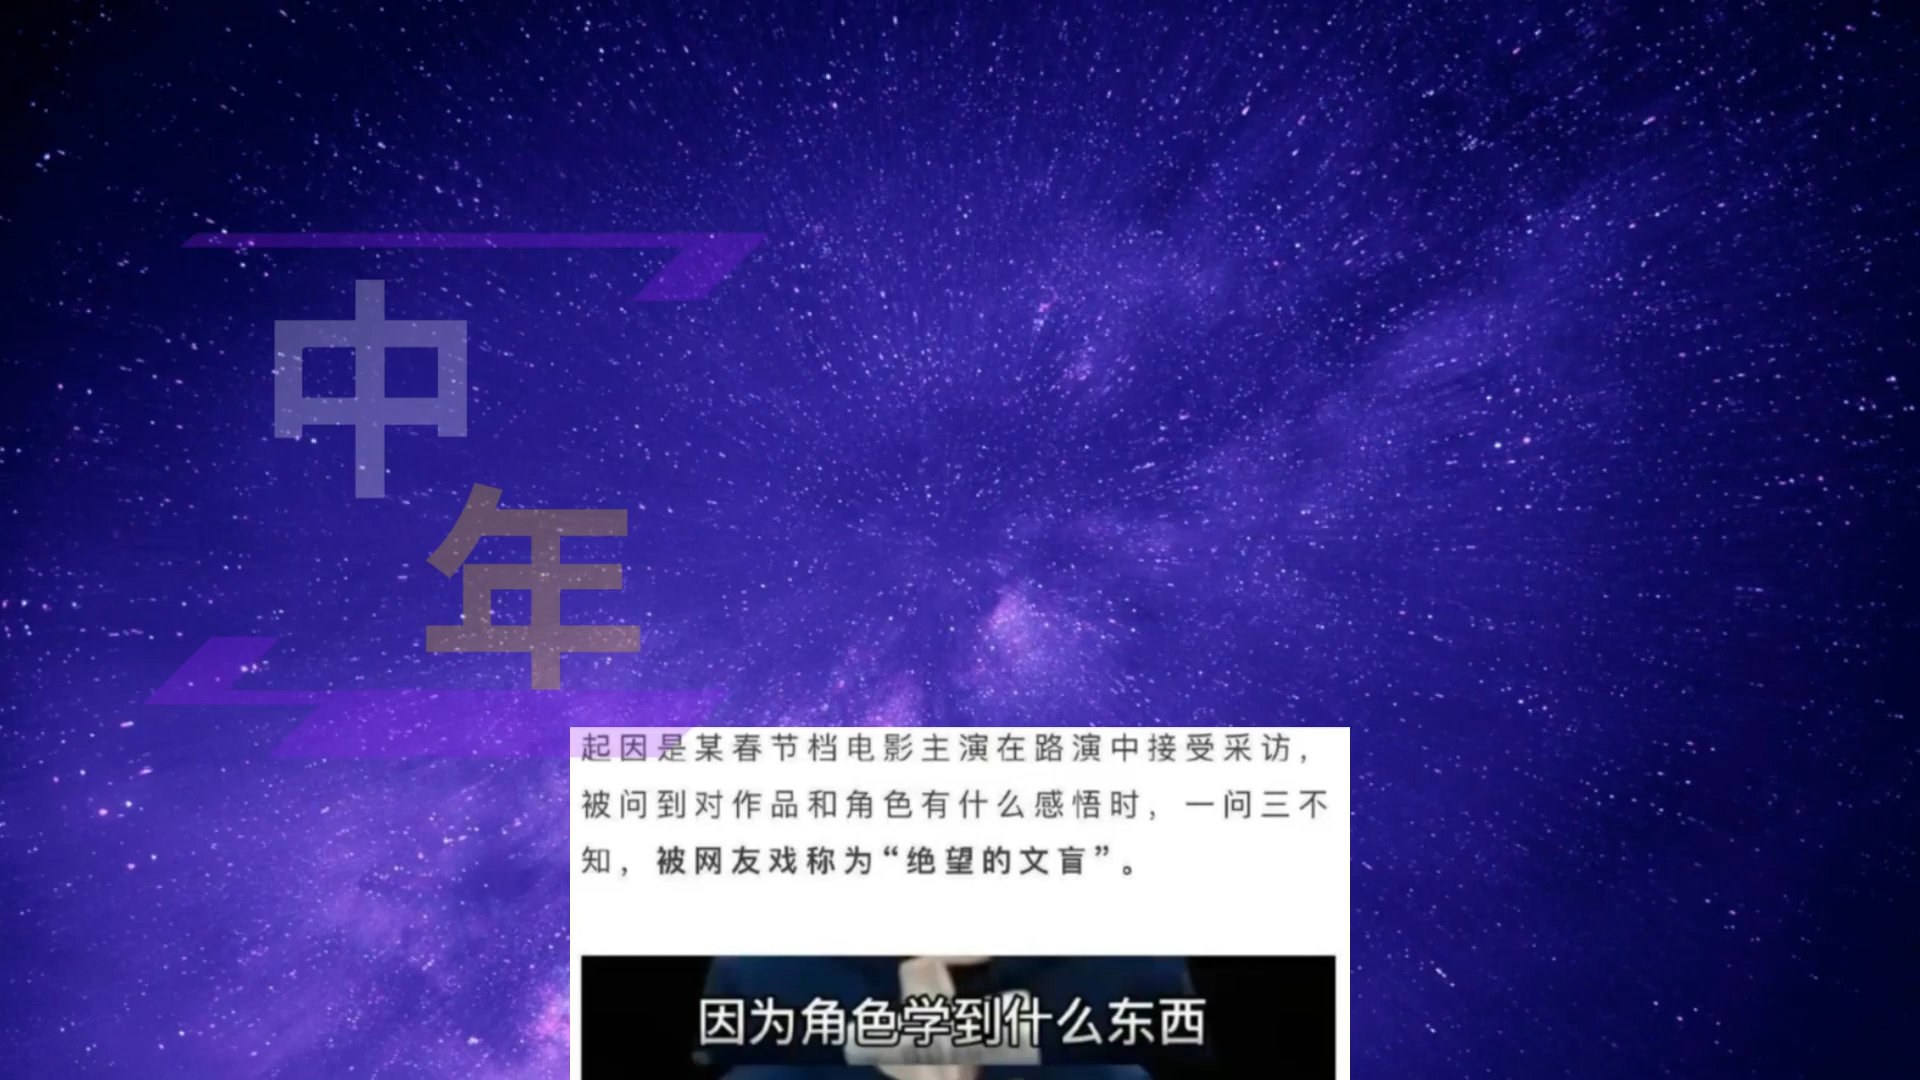 中
年
起因是某春节档电影主演在路演中接受采访，
被问到对作品和角色有什么感悟时，一问三不
知，被网友戏称为“绝望的文盲”。
因为角色学到什么东西